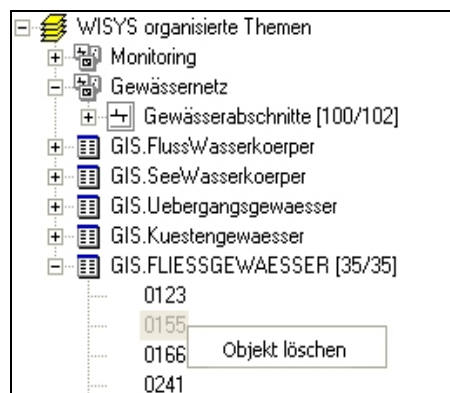 WISYS organisierte Themen
Monitoring
Gewässernetz
Gewässerabschnitte [100/102]
GIS.FlussWasserkoerper
GIS.SeeWasserkoerper
GIS.Uebergangsgewaesser
GIS.Kuestengewaesser
GIS.FLIESSGEWAESSER [35/35]
0123
0155
0166
Objekt löschen
0241